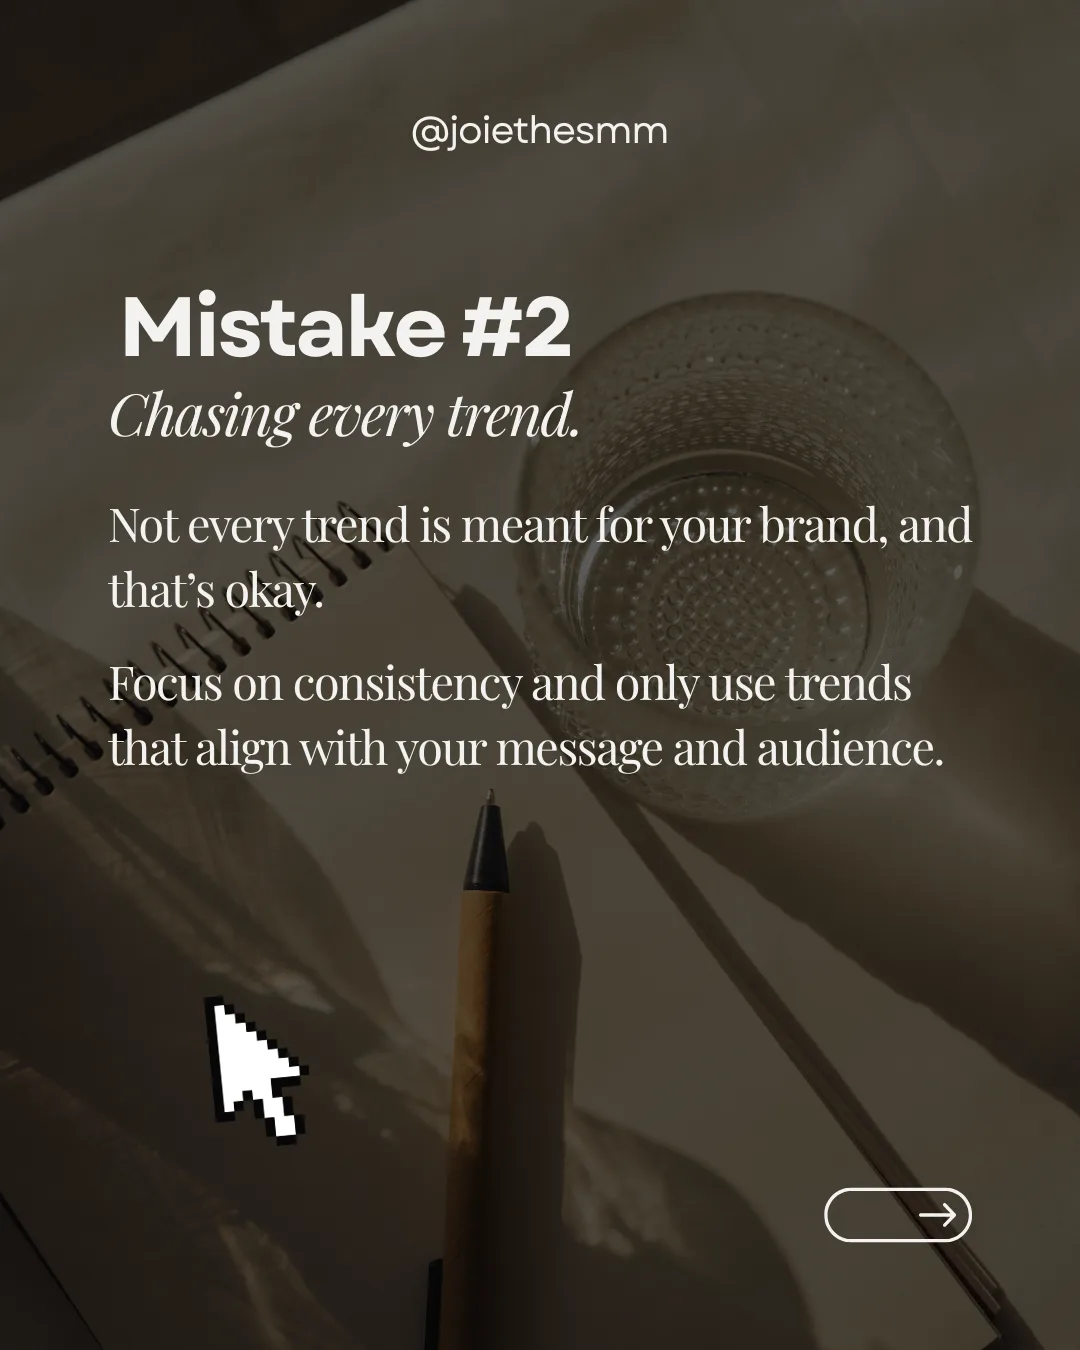 @joiethesmm
Mistake #2
Chasing every trend.
Not every trend is meant for your brand, and
that’s okay.
Focus on consistency and only use trends
that align with your message and audience.